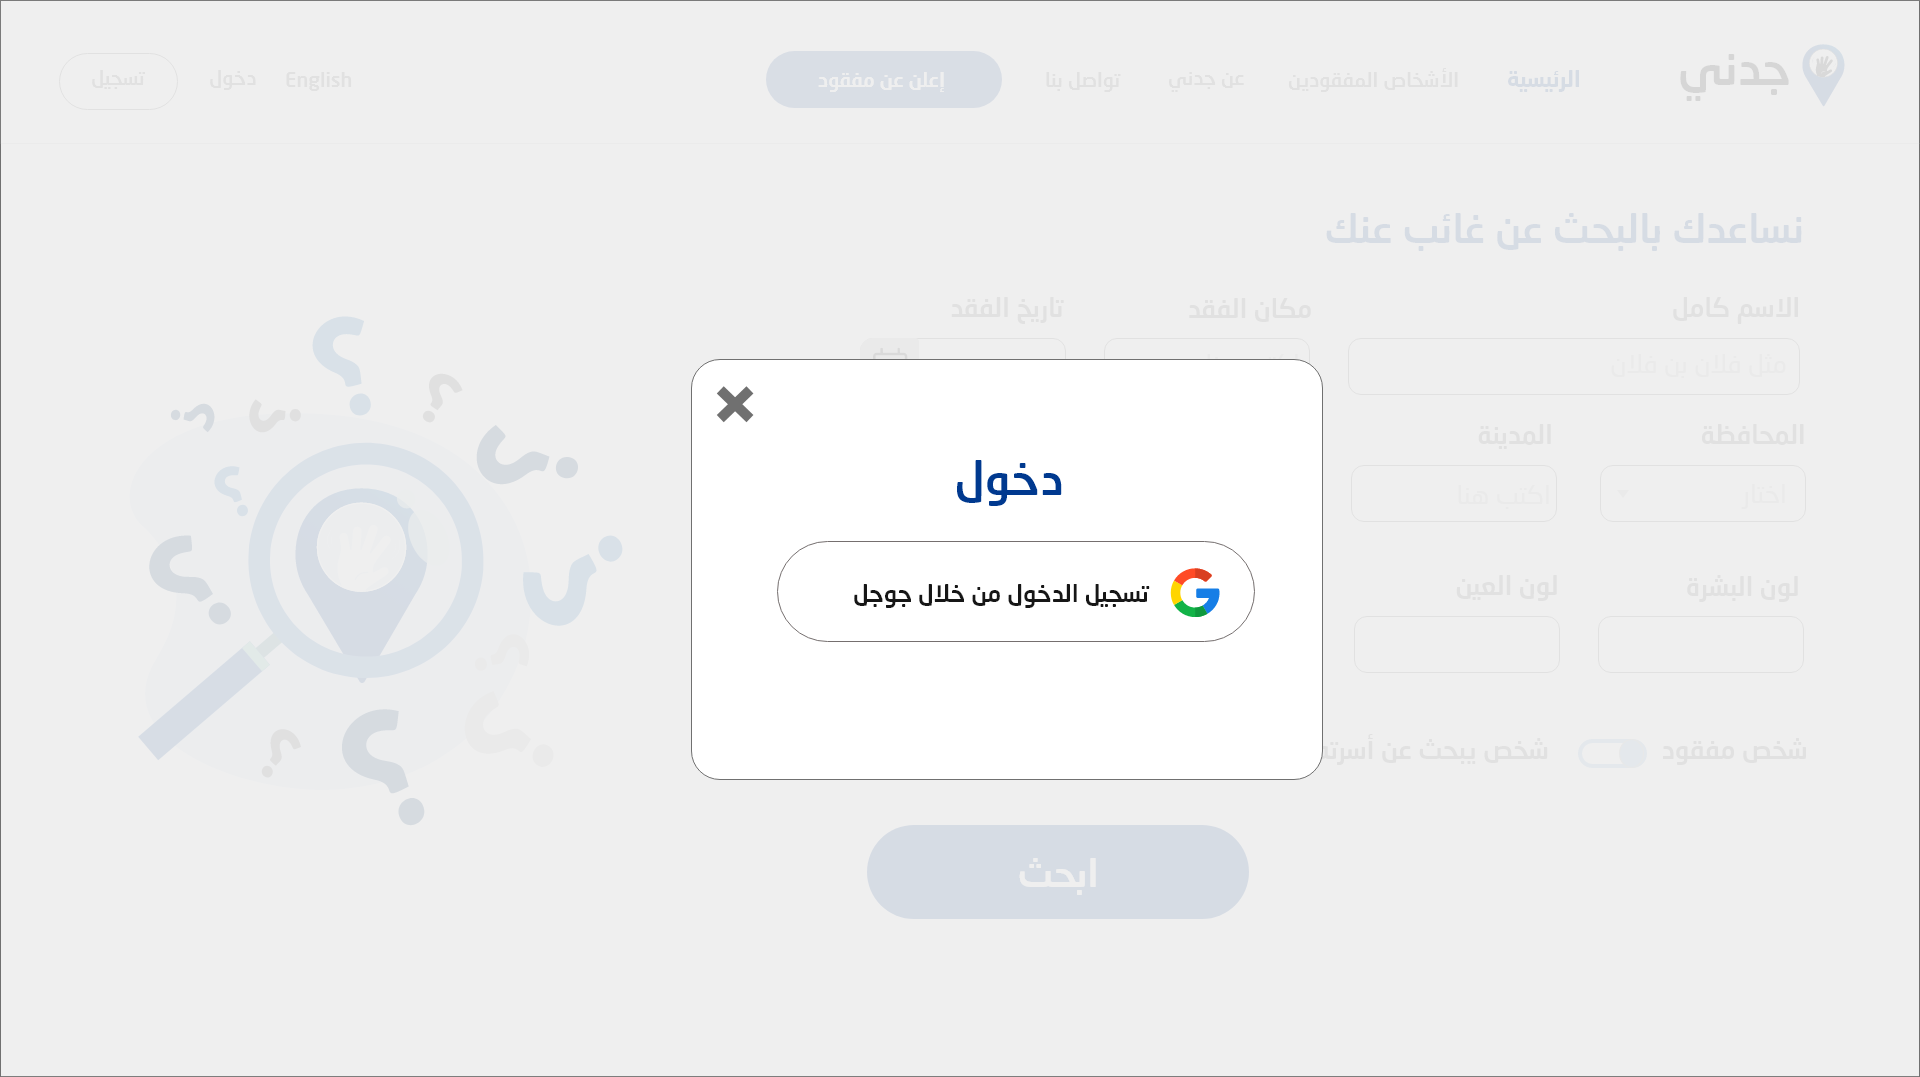 جدني
الرئيسية
الأشخاص المفقودين
عن جدني
تواصل بنا
إعلن عن مفقود
English
دخول
تسجيل
نساعدك بالبحث عن غائب عنك
الاسم كامل
مكان الفقد
تاريخ الفقد
مثل فلان بن فلان
المحافظة
المدينة
اختار
اكتب هنا
لون البشرة
لون العين
شخص مفقود
شخص يبحث عن أسرته
دخول
تسجيل الدخول من خلال جوجل
ابحث